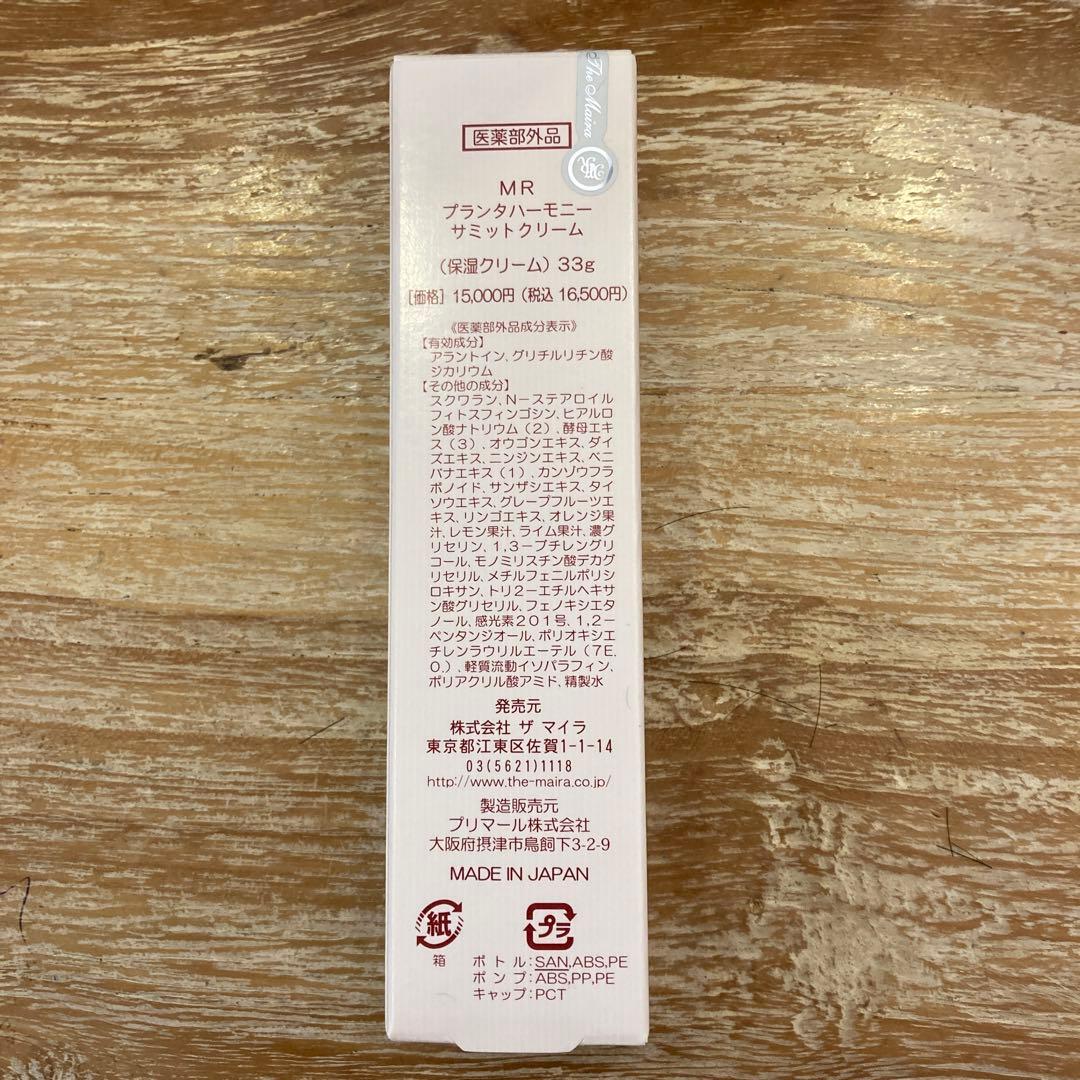 The Maira
MR
医薬部外品
MR
プランタハーモニー
サミットクリーム
(保湿クリーム) 33g
[価格] 15,000円 (税込 16,500円)
《医薬部外品成分表示》
【有効成分】
アラントイン、グリチルリチン酸
ジカリウム
【その他の成分】
スクワラン、N－ステアロイル
フィトスフィンゴシン、ヒアルロ
ン酸ナトリウム（2）、酵母エキ
ス（3）、オウゴンエキス、ダイ
ズエキス、ニンジンエキス、ベニ
バナエキス（1）、カンゾウフラ
ボノイド、サンザシエキス、タイ
ソウエキス、グレープフルーツエ
キス、リンゴエキス、オレンジ果
汁、レモン果汁、ライム果汁、濃グ
リセリン、1,3－ブチレングリ
コール、モノミリスチン酸デカグ
リセリル、メチルフェニルポリシ
ロキサン、トリ2－エチルヘキサ
ン酸グリセリル、フェノキシエタ
ノール、感光素201号、1,2－
ペンタンジオール、ポリオキシエ
チレンラウリルエーテル（7E.
O.）、軽質流動イソパラフィン、
ポリアクリル酸アミド、精製水
発売元
株式会社 ザ マイラ
東京都江東区佐賀1-1-14
03(5621)1118
http://www.the-maira.co.jp/
製造販売元
プリマール株式会社
大阪府摂津市鳥飼下3-2-9
MADE IN JAPAN
紙 プラ
箱 ボトル:SAN,ABS,PE
ポンプ:ABS,PP,PE
キャップ:PCT